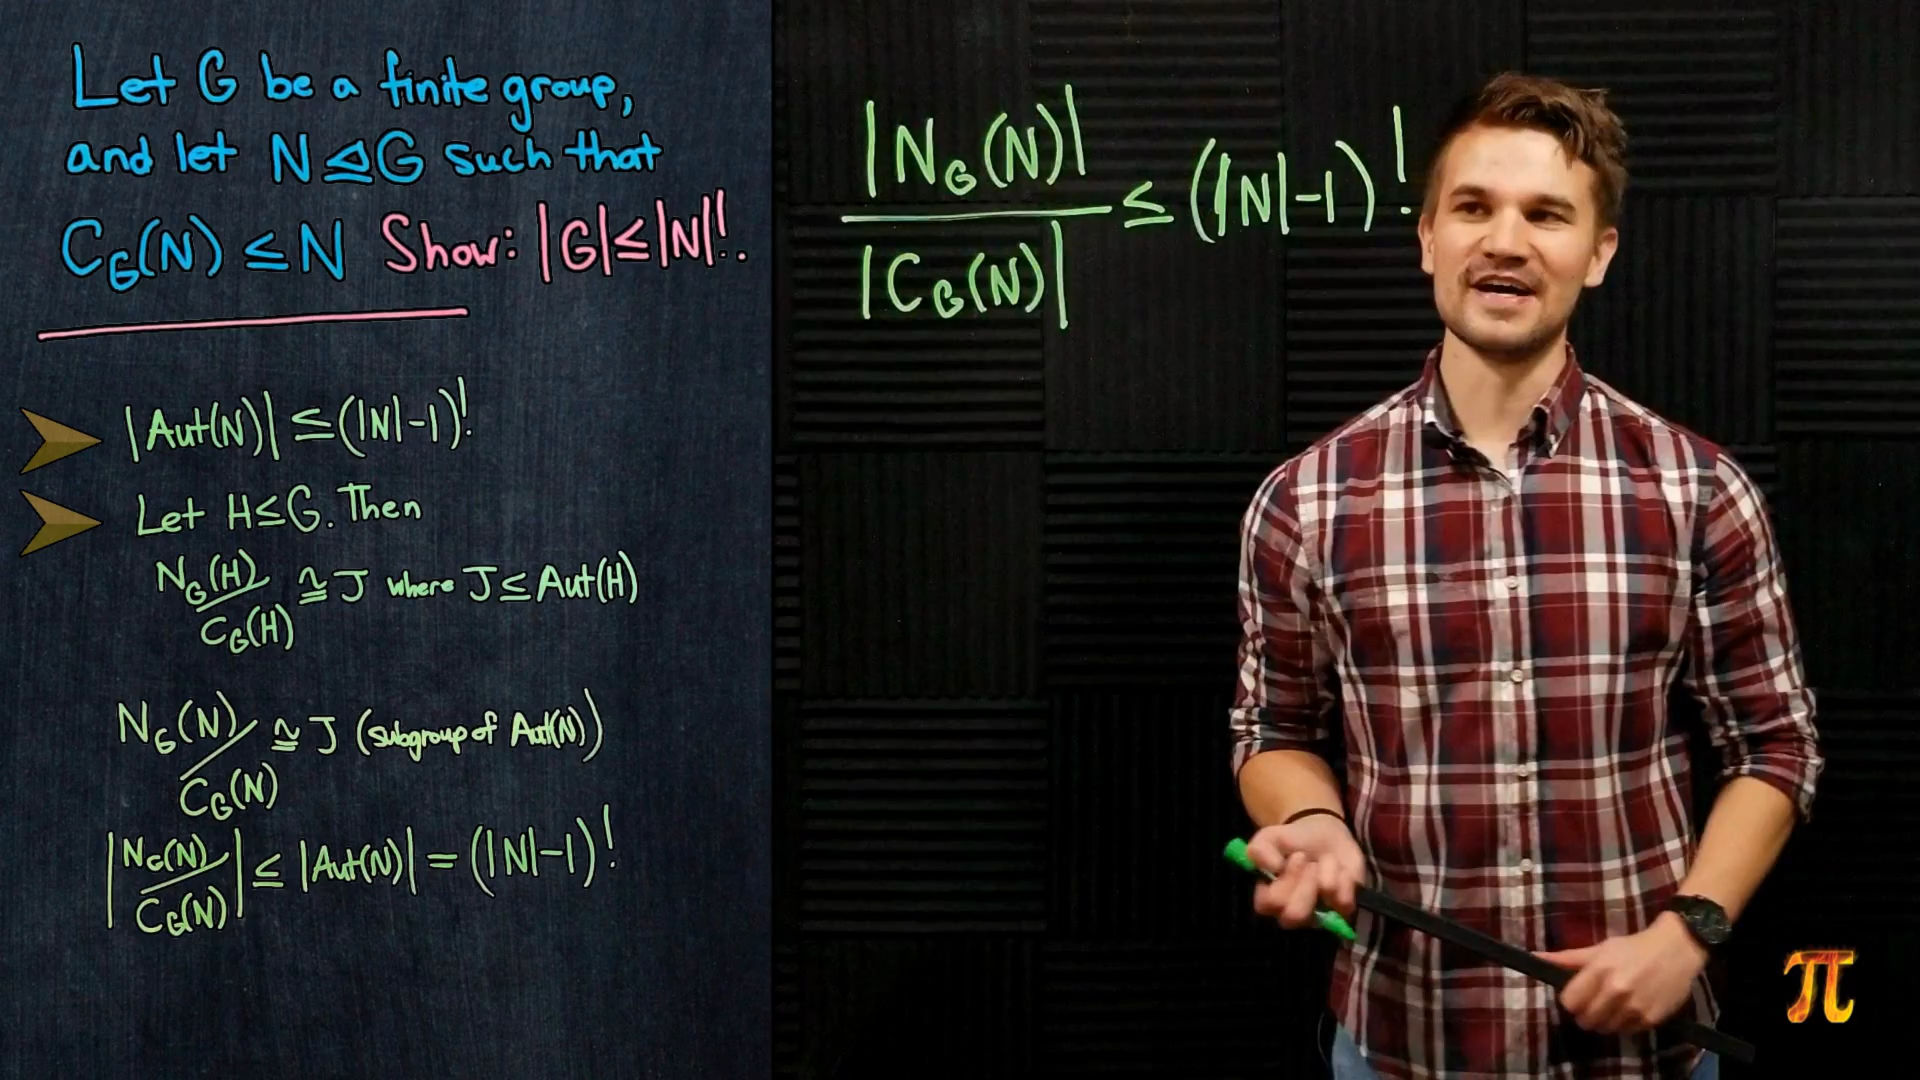 Let G be a finite group,
and let N ⊴ G such that
C_G(N) ≤ N Show: |G| ≤ |N|!.
|Aut(N)| ≤ (|N|-1)!
Let H ≤ G. Then
N_G(H)/C_G(H) ≅ J where J ≤ Aut(H)
N_G(N)/C_G(N) ≅ J (subgroup of Aut(N))
|N_G(N)/C_G(N)| ≤ |Aut(N)| = (|N|-1)!
|N_G(N)|/|C_G(N)| ≤ (|N|-1)!
π